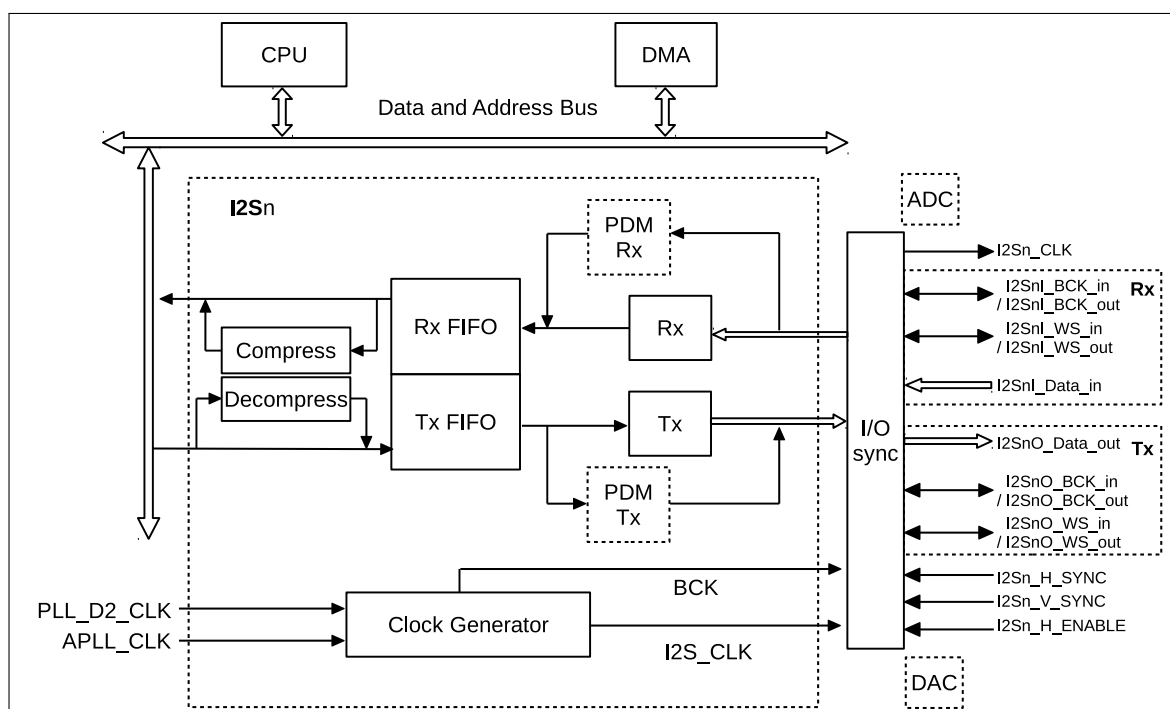 CPU
DMA
Data and Address Bus
I2Sn
ADC
PDM
Rx
I2Sn_CLK
I2SnI_BCK_in
/ I2SnI_BCK_out
Rx
Rx FIFO
Rx
I2SnI_WS_in
/ I2SnI_WS_out
Compress
I2SnI_Data_in
Decompress
Tx FIFO
Tx
I/O
sync
I2SnO_Data_out
Tx
PDM
Tx
I2SnO_BCK_in
/ I2SnO_BCK_out
I2SnO_WS_in
/ I2SnO_WS_out
BCK
I2Sn_H_SYNC
PLL_D2_CLK
I2Sn_V_SYNC
Clock Generator
I2Sn_H_ENABLE
APLL_CLK
I2S_CLK
DAC